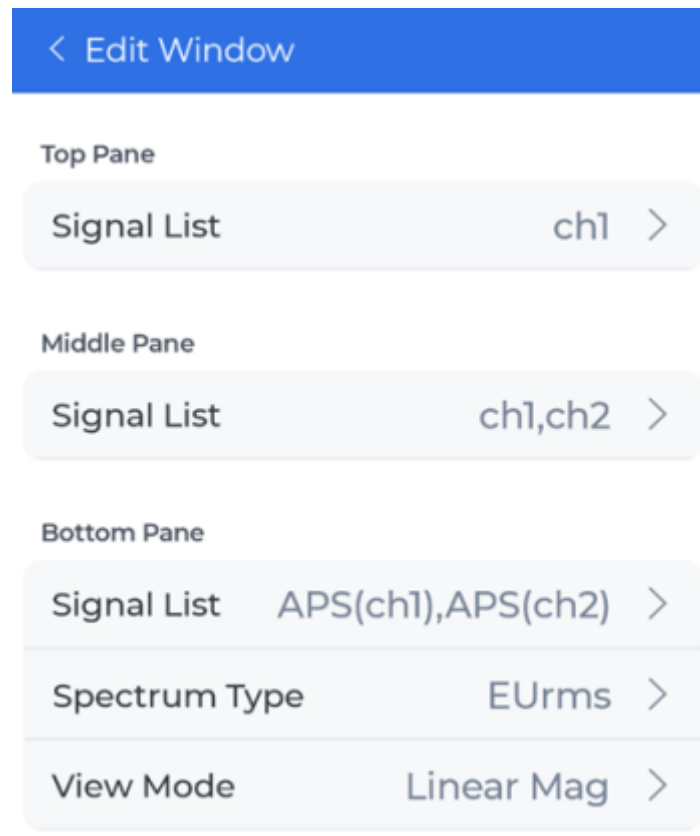 Edit Window
Top Pane
Signal List ch1
Middle Pane
Signal List ch1,ch2
Bottom Pane
Signal List APS(ch1),APS(ch2)
Spectrum Type EUrms
View Mode Linear Mag